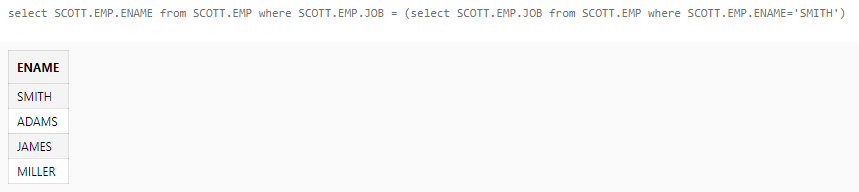 select SCOTT.EMP.ENAME from SCOTT.EMP where SCOTT.EMP.JOB = (select SCOTT.EMP.JOB from SCOTT.EMP where SCOTT.EMP.ENAME='SMITH')
ENAME
SMITH
ADAMS
JAMES
MILLER